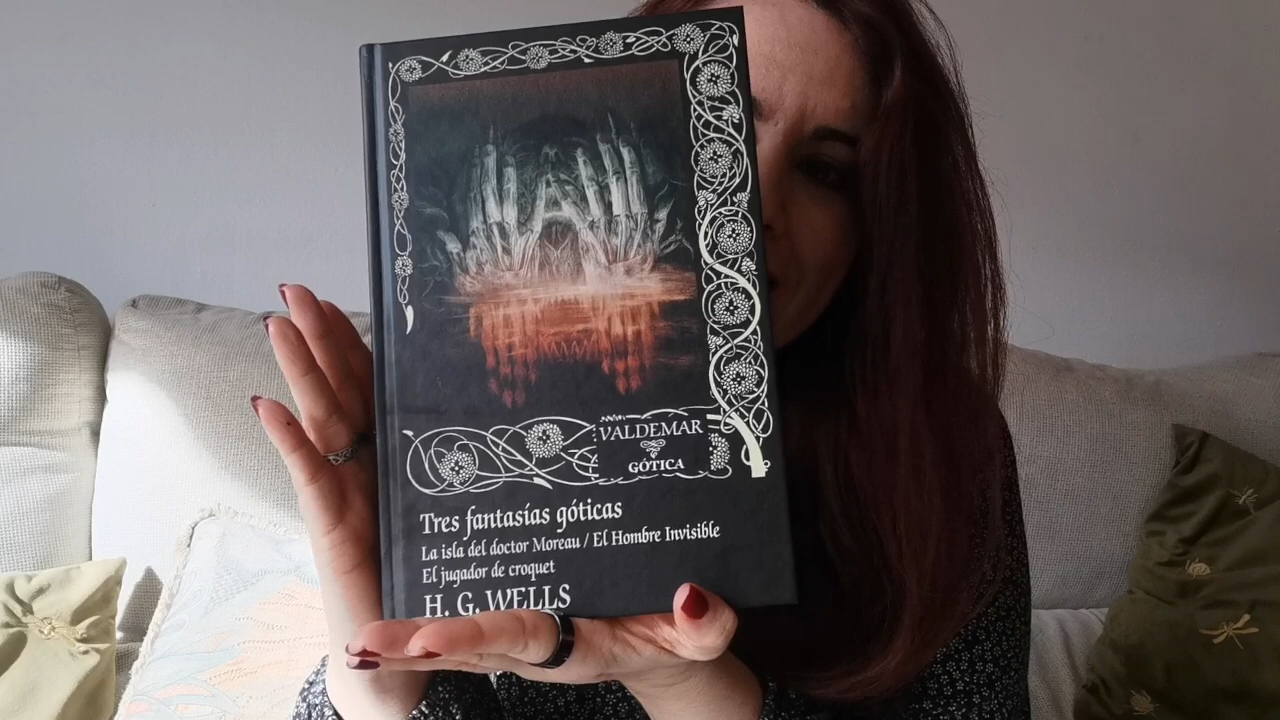 VALDEMAR
GÓTICA
Tres fantasías góticas
La isla del doctor Moreau / El Hombre Invisible
El jugador de croquet
H. G. WELLS